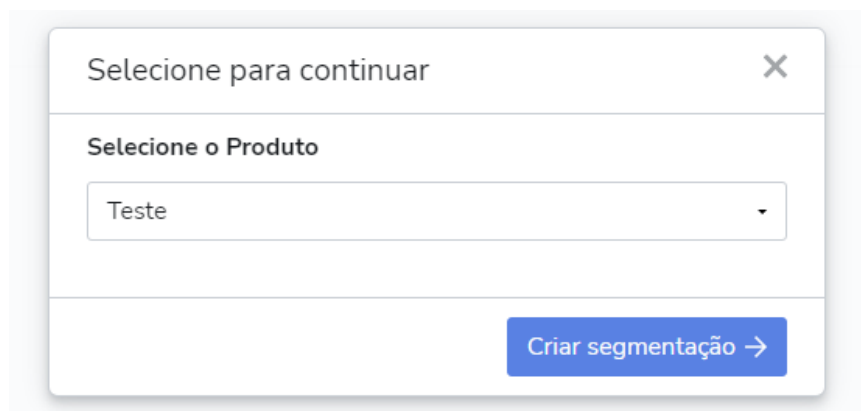 Selecione para continuar
Selecione o Produto
Teste
Criar segmentação →